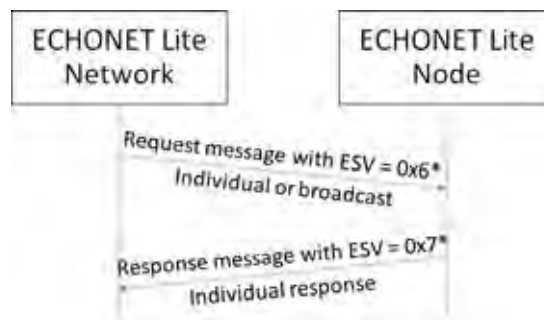 ECHONET Lite
Network
ECHONET Lite
Node
Request message with ESV = 0x6*
Individual or broadcast
Response message with ESV = 0x7*
Individual response